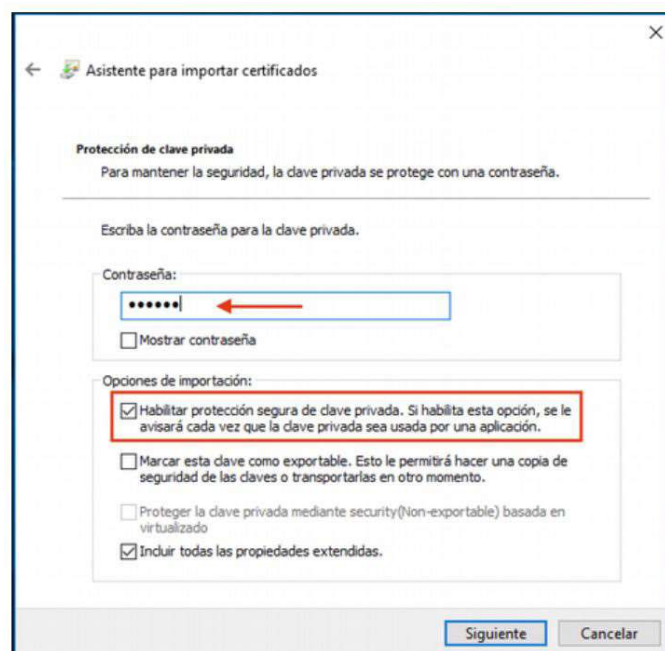 Asistente para importar certificados
Protección de clave privada
Para mantener la seguridad, la clave privada se protege con una contraseña.
Escriba la contraseña para la clave privada.
Contraseña:
••••••
Mostrar contraseña
Opciones de importación:
Habilitar protección segura de clave privada. Si habilita esta opción, se le
avisará cada vez que la clave privada sea usada por una aplicación.
Marcar esta clave como exportable. Esto le permitirá hacer una copia de
seguridad de las claves o transportarlas en otro momento.
Proteger la clave privada mediante security(Non-exportable) basada en
virtualizado
Incluir todas las propiedades extendidas.
Siguiente
Cancelar